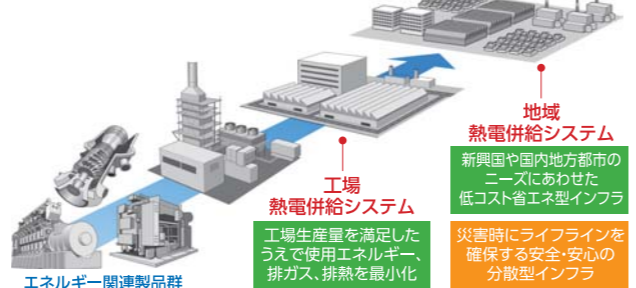 地域
熱電併給システム
新興国や国内地方都市の
ニーズにあわせた
低コスト省エネ型インフラ
災害時にライフラインを
確保する安全・安心の
分散型インフラ
工場
熱電併給システム
工場生産量を満足した
うえで使用エネルギー、
排ガス、排熱を最小化
エネルギー関連製品群